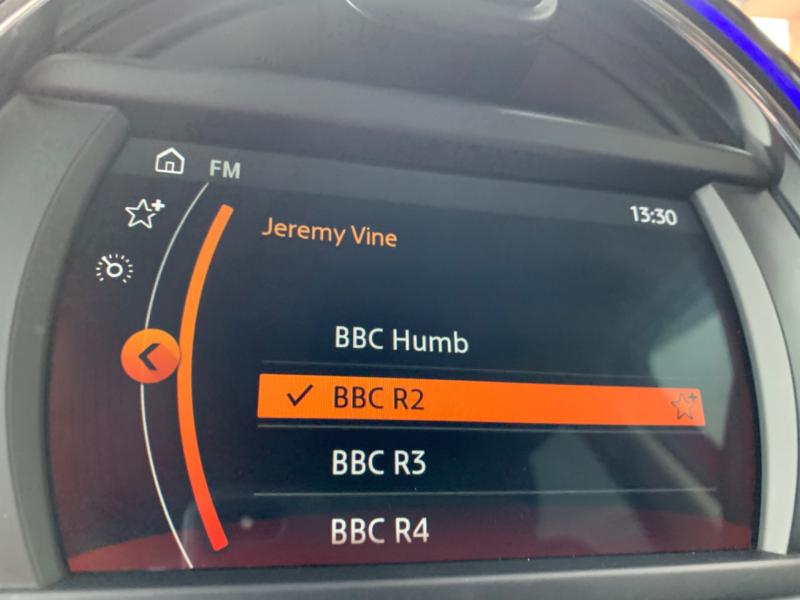 FM
13:30
Jeremy Vine
BBC Humb
BBC R2
BBC R3
BBC R4